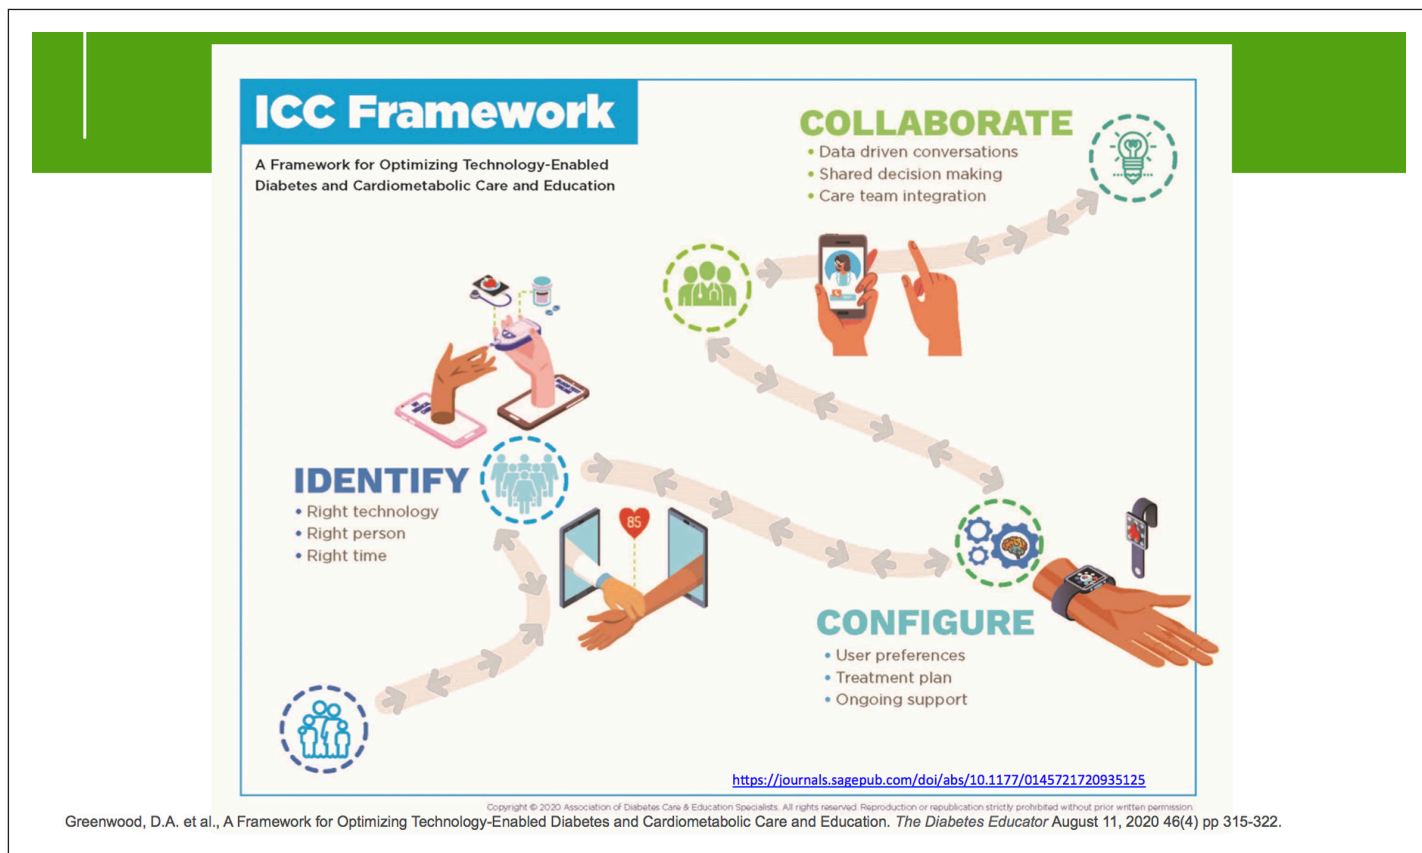 ICC Framework
A Framework for Optimizing Technology-Enabled
Diabetes and Cardiometabolic Care and Education
COLLABORATE
• Data driven conversations
• Shared decision making
• Care team integration
IDENTIFY
• Right technology
• Right person
• Right time
85
CONFIGURE
• User preferences
• Treatment plan
• Ongoing support
https://journals.sagepub.com/doi/abs/10.1177/0145721720935125
Copyright © 2020 Association of Diabetes Care & Education Specialists. All rights reserved. Reproduction or republication strictly prohibited without prior written permission.
Greenwood, D.A. et al., A Framework for Optimizing Technology-Enabled Diabetes and Cardiometabolic Care and Education. The Diabetes Educator August 11, 2020 46(4) pp 315-322.